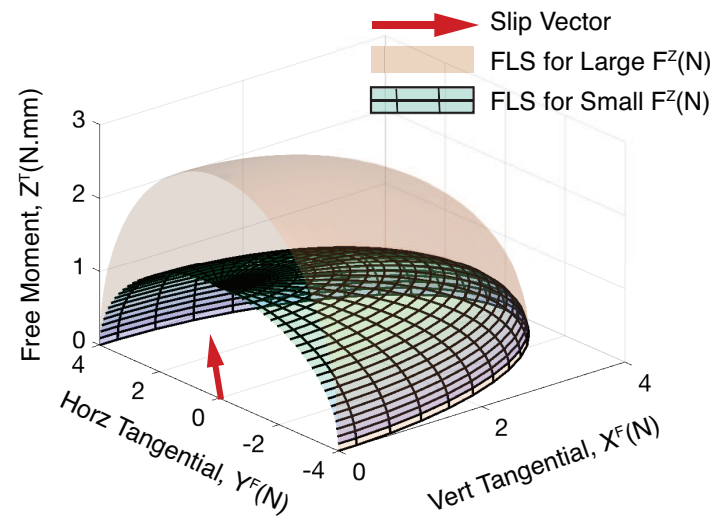 Slip Vector
FLS for Large F^Z(N)
FLS for Small F^Z(N)
Free Moment, Z^T(N.mm)
3
2
1
0
4
2
0
-2
-4
Horz Tangential, Y^F(N)
0
2
4
Vert Tangential, X^F(N)